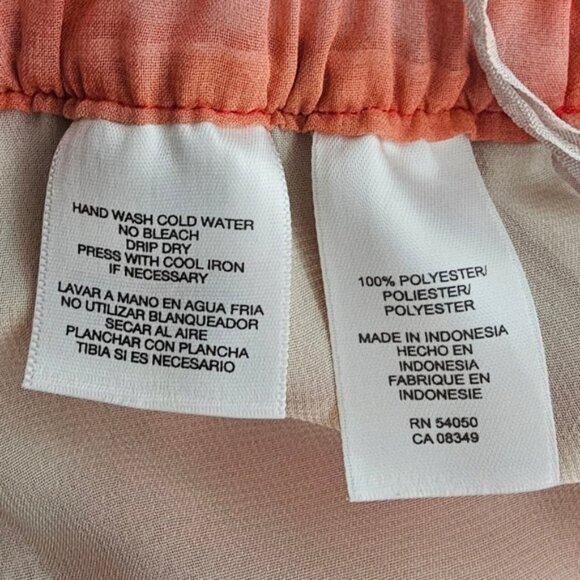 HAND WASH COLD WATER
NO BLEACH
DRIP DRY
PRESS WITH COOL IRON
IF NECESSARY
LAVAR A MANO EN AGUA FRIA
NO UTILIZAR BLANQUEADOR
SECAR AL AIRE
PLANCHAR CON PLANCHA
TIBIA SI ES NECESARIO
100% POLYESTER/
POLIESTER/
POLYESTER
MADE IN INDONESIA
HECHO EN
INDONESIA
FABRIQUE EN
INDONESIE
RN 54050
CA 08349